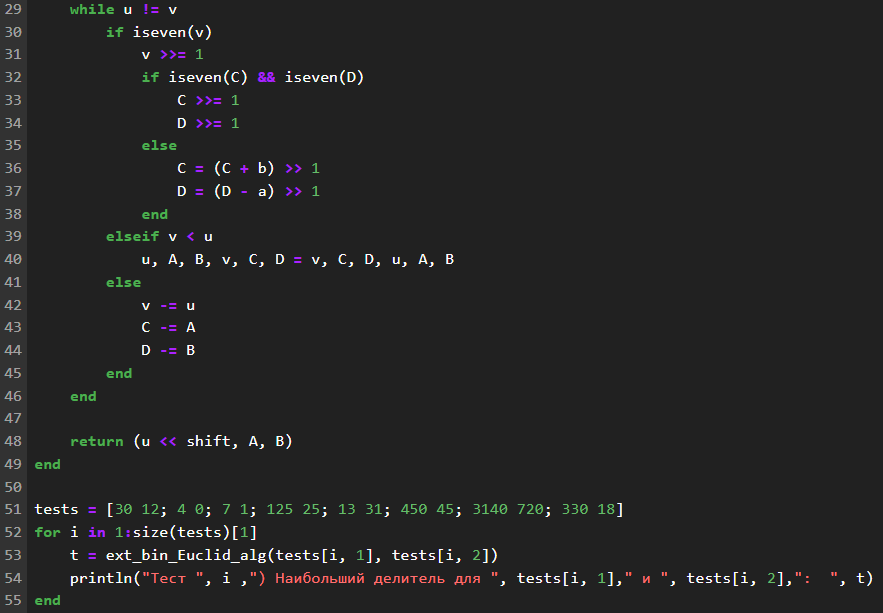 29     while u != v
30         if iseven(v)
31             v >>= 1
32             if iseven(C) && iseven(D)
33                 C >>= 1
34                 D >>= 1
35             else
36                 C = (C + b) >> 1
37                 D = (D - a) >> 1
38             end
39         elseif v < u
40             u, A, B, v, C, D = v, C, D, u, A, B
41         else
42             v -= u
43             C -= A
44             D -= B
45         end
46     end
47
48     return (u << shift, A, B)
49 end
50
51 tests = [30 12; 4 0; 7 1; 125 25; 13 31; 450 45; 3140 720; 330 18]
52 for i in 1:size(tests)[1]
53     t = ext_bin_Euclid_alg(tests[i, 1], tests[i, 2])
54     println("Тест ", i ,") Наибольший делитель для ", tests[i, 1]," и ", tests[i, 2],":  ", t)
55 end